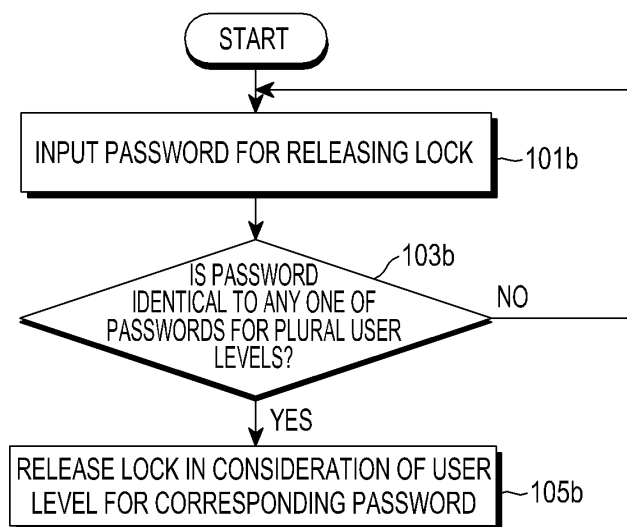 START
INPUT PASSWORD FOR RELEASING LOCK
101b
103b
IS PASSWORD
IDENTICAL TO ANY ONE OF
PASSWORDS FOR PLURAL USER
LEVELS?
NO
YES
RELEASE LOCK IN CONSIDERATION OF USER
LEVEL FOR CORRESPONDING PASSWORD
105b